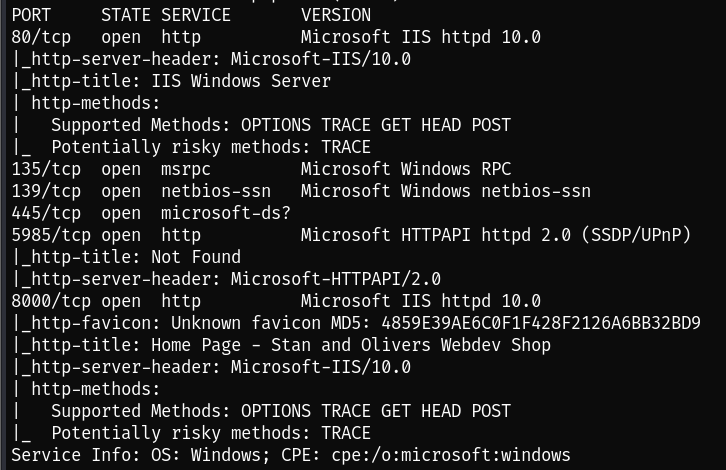 PORT     STATE SERVICE       VERSION
80/tcp   open  http          Microsoft IIS httpd 10.0
|_http-server-header: Microsoft-IIS/10.0
|_http-title: IIS Windows Server
| http-methods:
|   Supported Methods: OPTIONS TRACE GET HEAD POST
|_  Potentially risky methods: TRACE
135/tcp  open  msrpc         Microsoft Windows RPC
139/tcp  open  netbios-ssn   Microsoft Windows netbios-ssn
445/tcp  open  microsoft-ds?
5985/tcp open  http          Microsoft HTTPAPI httpd 2.0 (SSDP/UPnP)
|_http-title: Not Found
|_http-server-header: Microsoft-HTTPAPI/2.0
8000/tcp open  http          Microsoft IIS httpd 10.0
|_http-favicon: Unknown favicon MD5: 4859E39AE6C0F1F428F2126A6BB32BD9
|_http-title: Home Page - Stan and Olivers Webdev Shop
|_http-server-header: Microsoft-IIS/10.0
| http-methods:
|   Supported Methods: OPTIONS TRACE GET HEAD POST
|_  Potentially risky methods: TRACE
Service Info: OS: Windows; CPE: cpe:/o:microsoft:windows